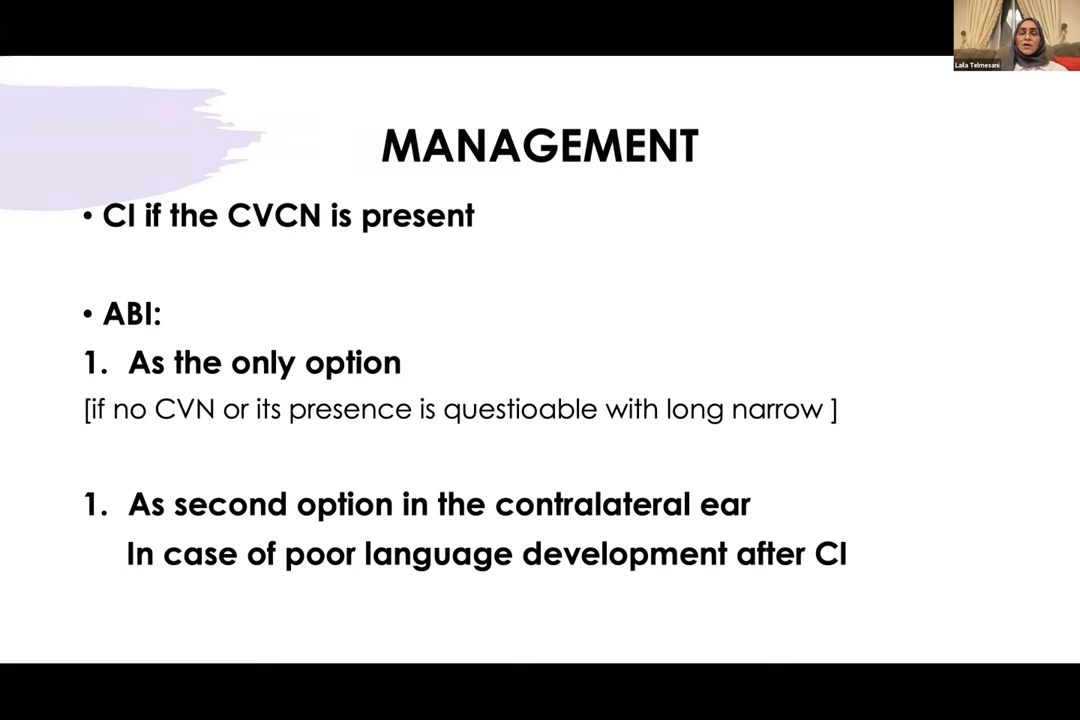 Laila Telmesani
MANAGEMENT
• CI if the CVCN is present
• ABI:
1. As the only option
[if no CVN or its presence is questioable with long narrow ]
1. As second option in the contralateral ear
In case of poor language development after CI